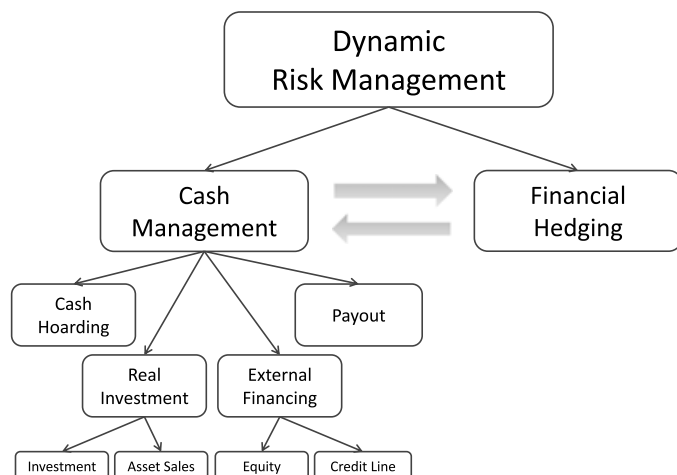 Dynamic
Risk Management
Cash
Management
Financial
Hedging
Cash
Hoarding
Payout
Real
Investment
External
Financing
Investment
Asset Sales
Equity
Credit Line